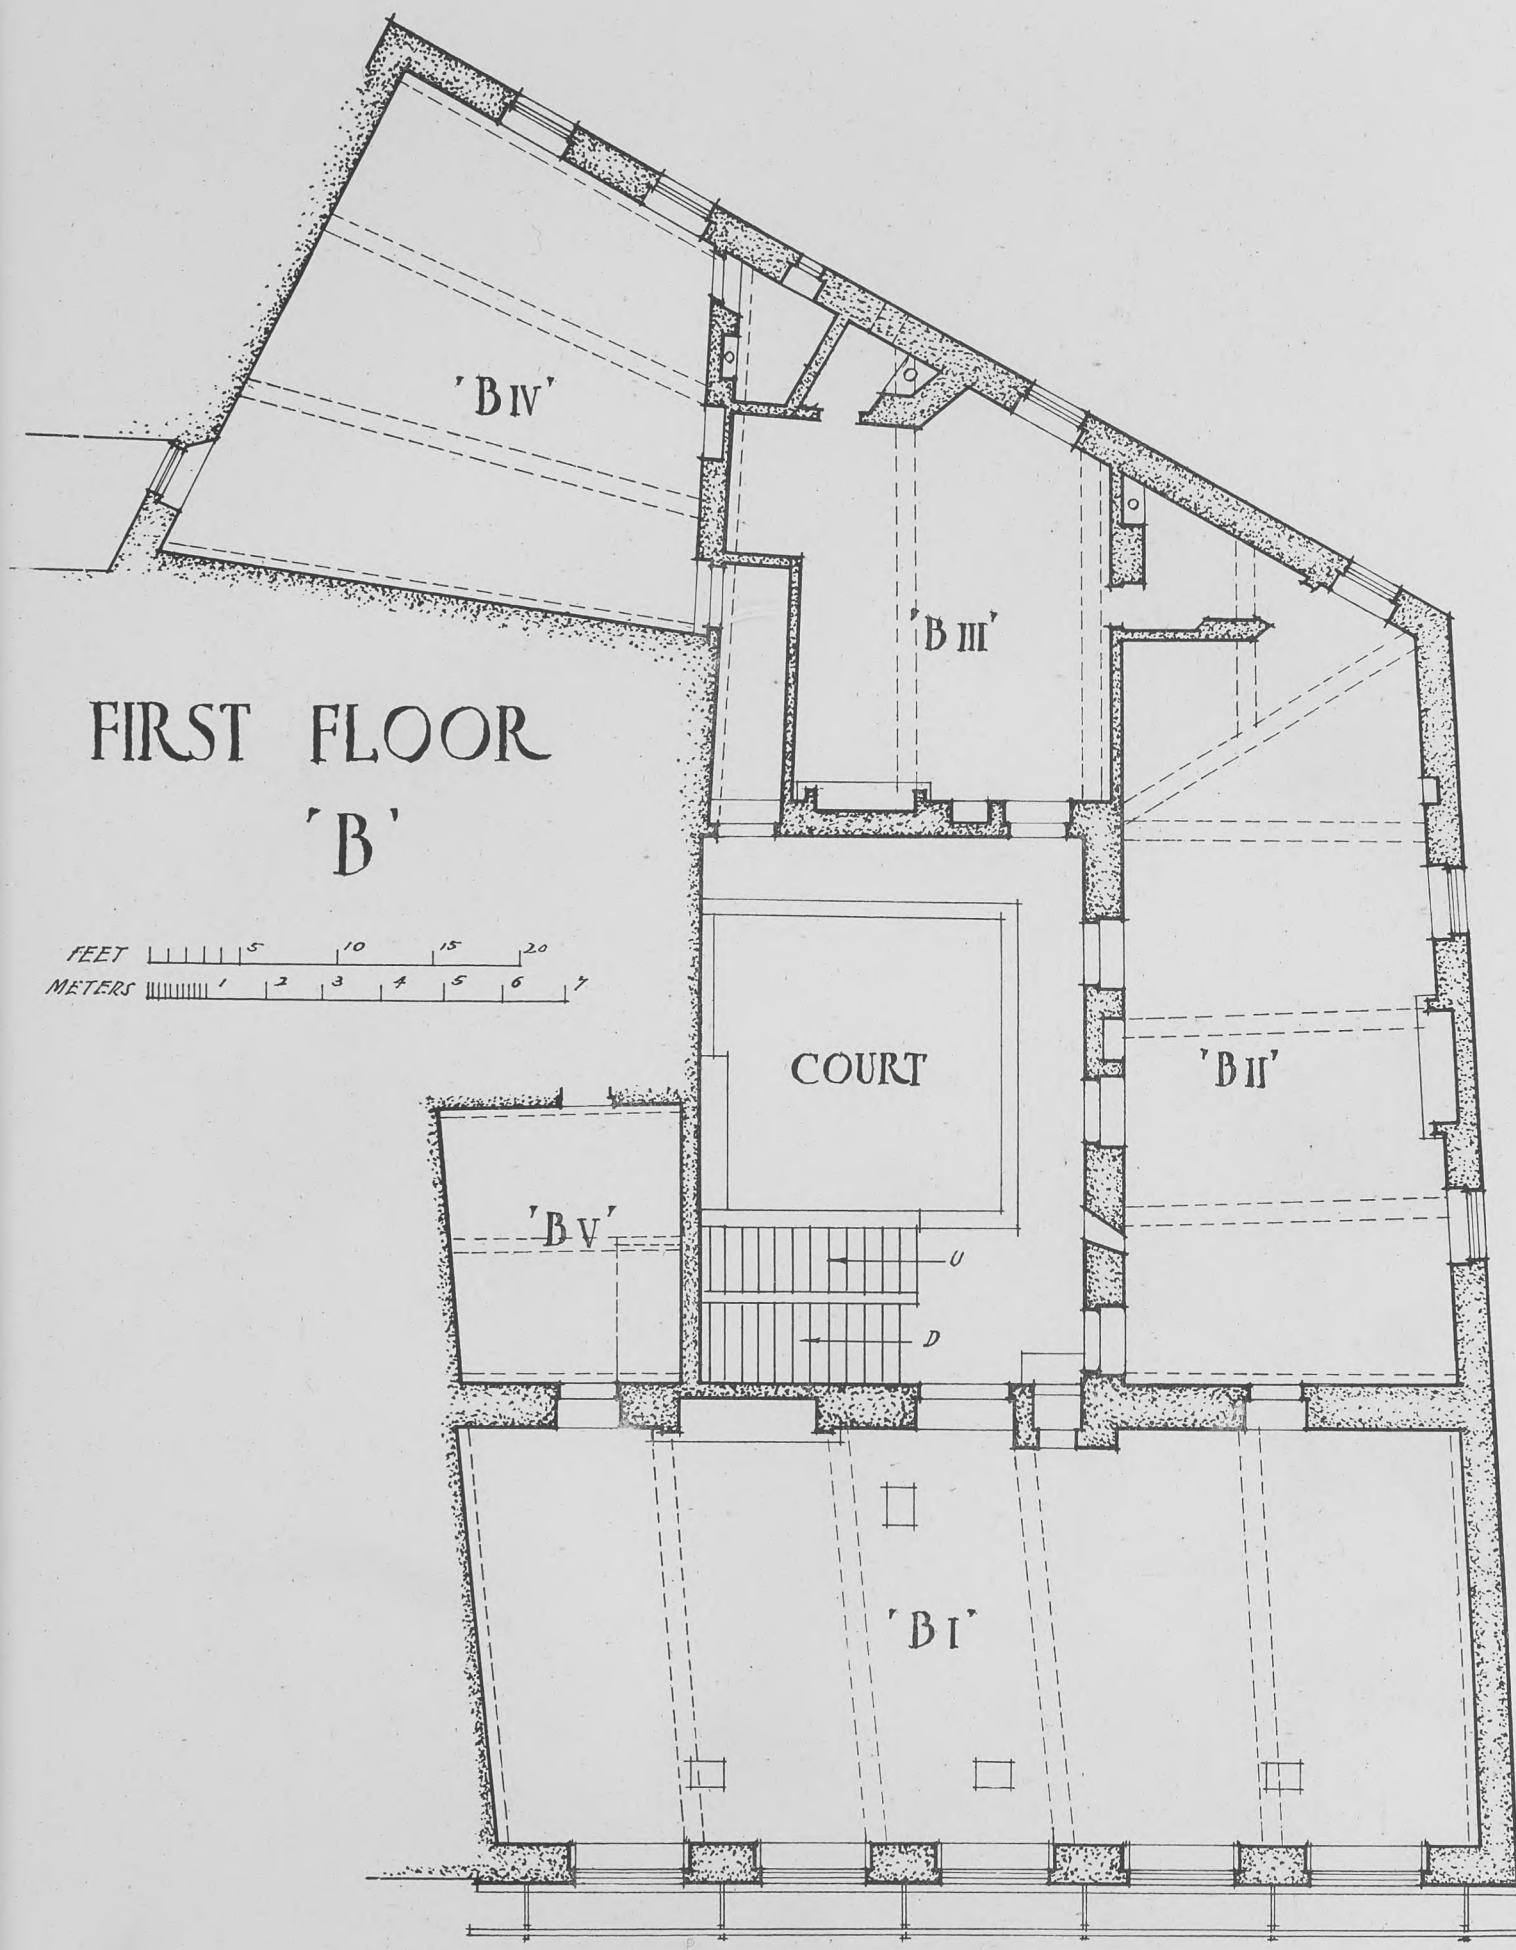 'B IV'
'B III'
FIRST FLOOR
'B'
FEET 5 10 15 20
METERS 1 2 3 4 5 6 7
COURT
'B II'
'B V'
U
D
'B I'